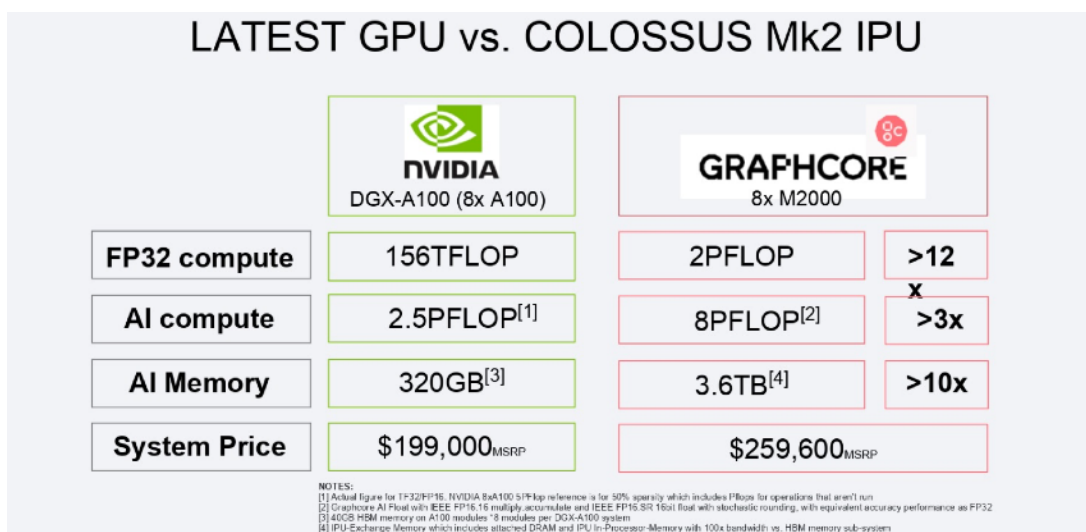 LATEST GPU vs. COLOSSUS Mk2 IPU
NVIDIA
DGX-A100 (8x A100)
GRAPHCORE
8x M2000
FP32 compute 156TFLOP 2PFLOP >12
x
AI compute 2.5PFLOP[1] 8PFLOP[2] >3x
AI Memory 320GB[3] 3.6TB[4] >10x
System Price $199,000MSRP $259,600MSRP
NOTES:
[1] Actual figure for TF32/FP16. NVIDIA 8xA100 5PFlop reference is for 50% sparsity which includes Pflops for operations that aren't run
[2] Graphcore AI Float with IEEE FP16.16 multiply.accumulate and IEEE FP16.SR 16bit float with stochastic rounding, with equivalent accuracy performance as FP32
[3] 40GB HBM memory on A100 modules *8 modules per DGX-A100 system
[4] IPU-Exchange Memory which includes attached DRAM and IPU In-Processor-Memory with 100x bandwidth vs. HBM memory sub-system